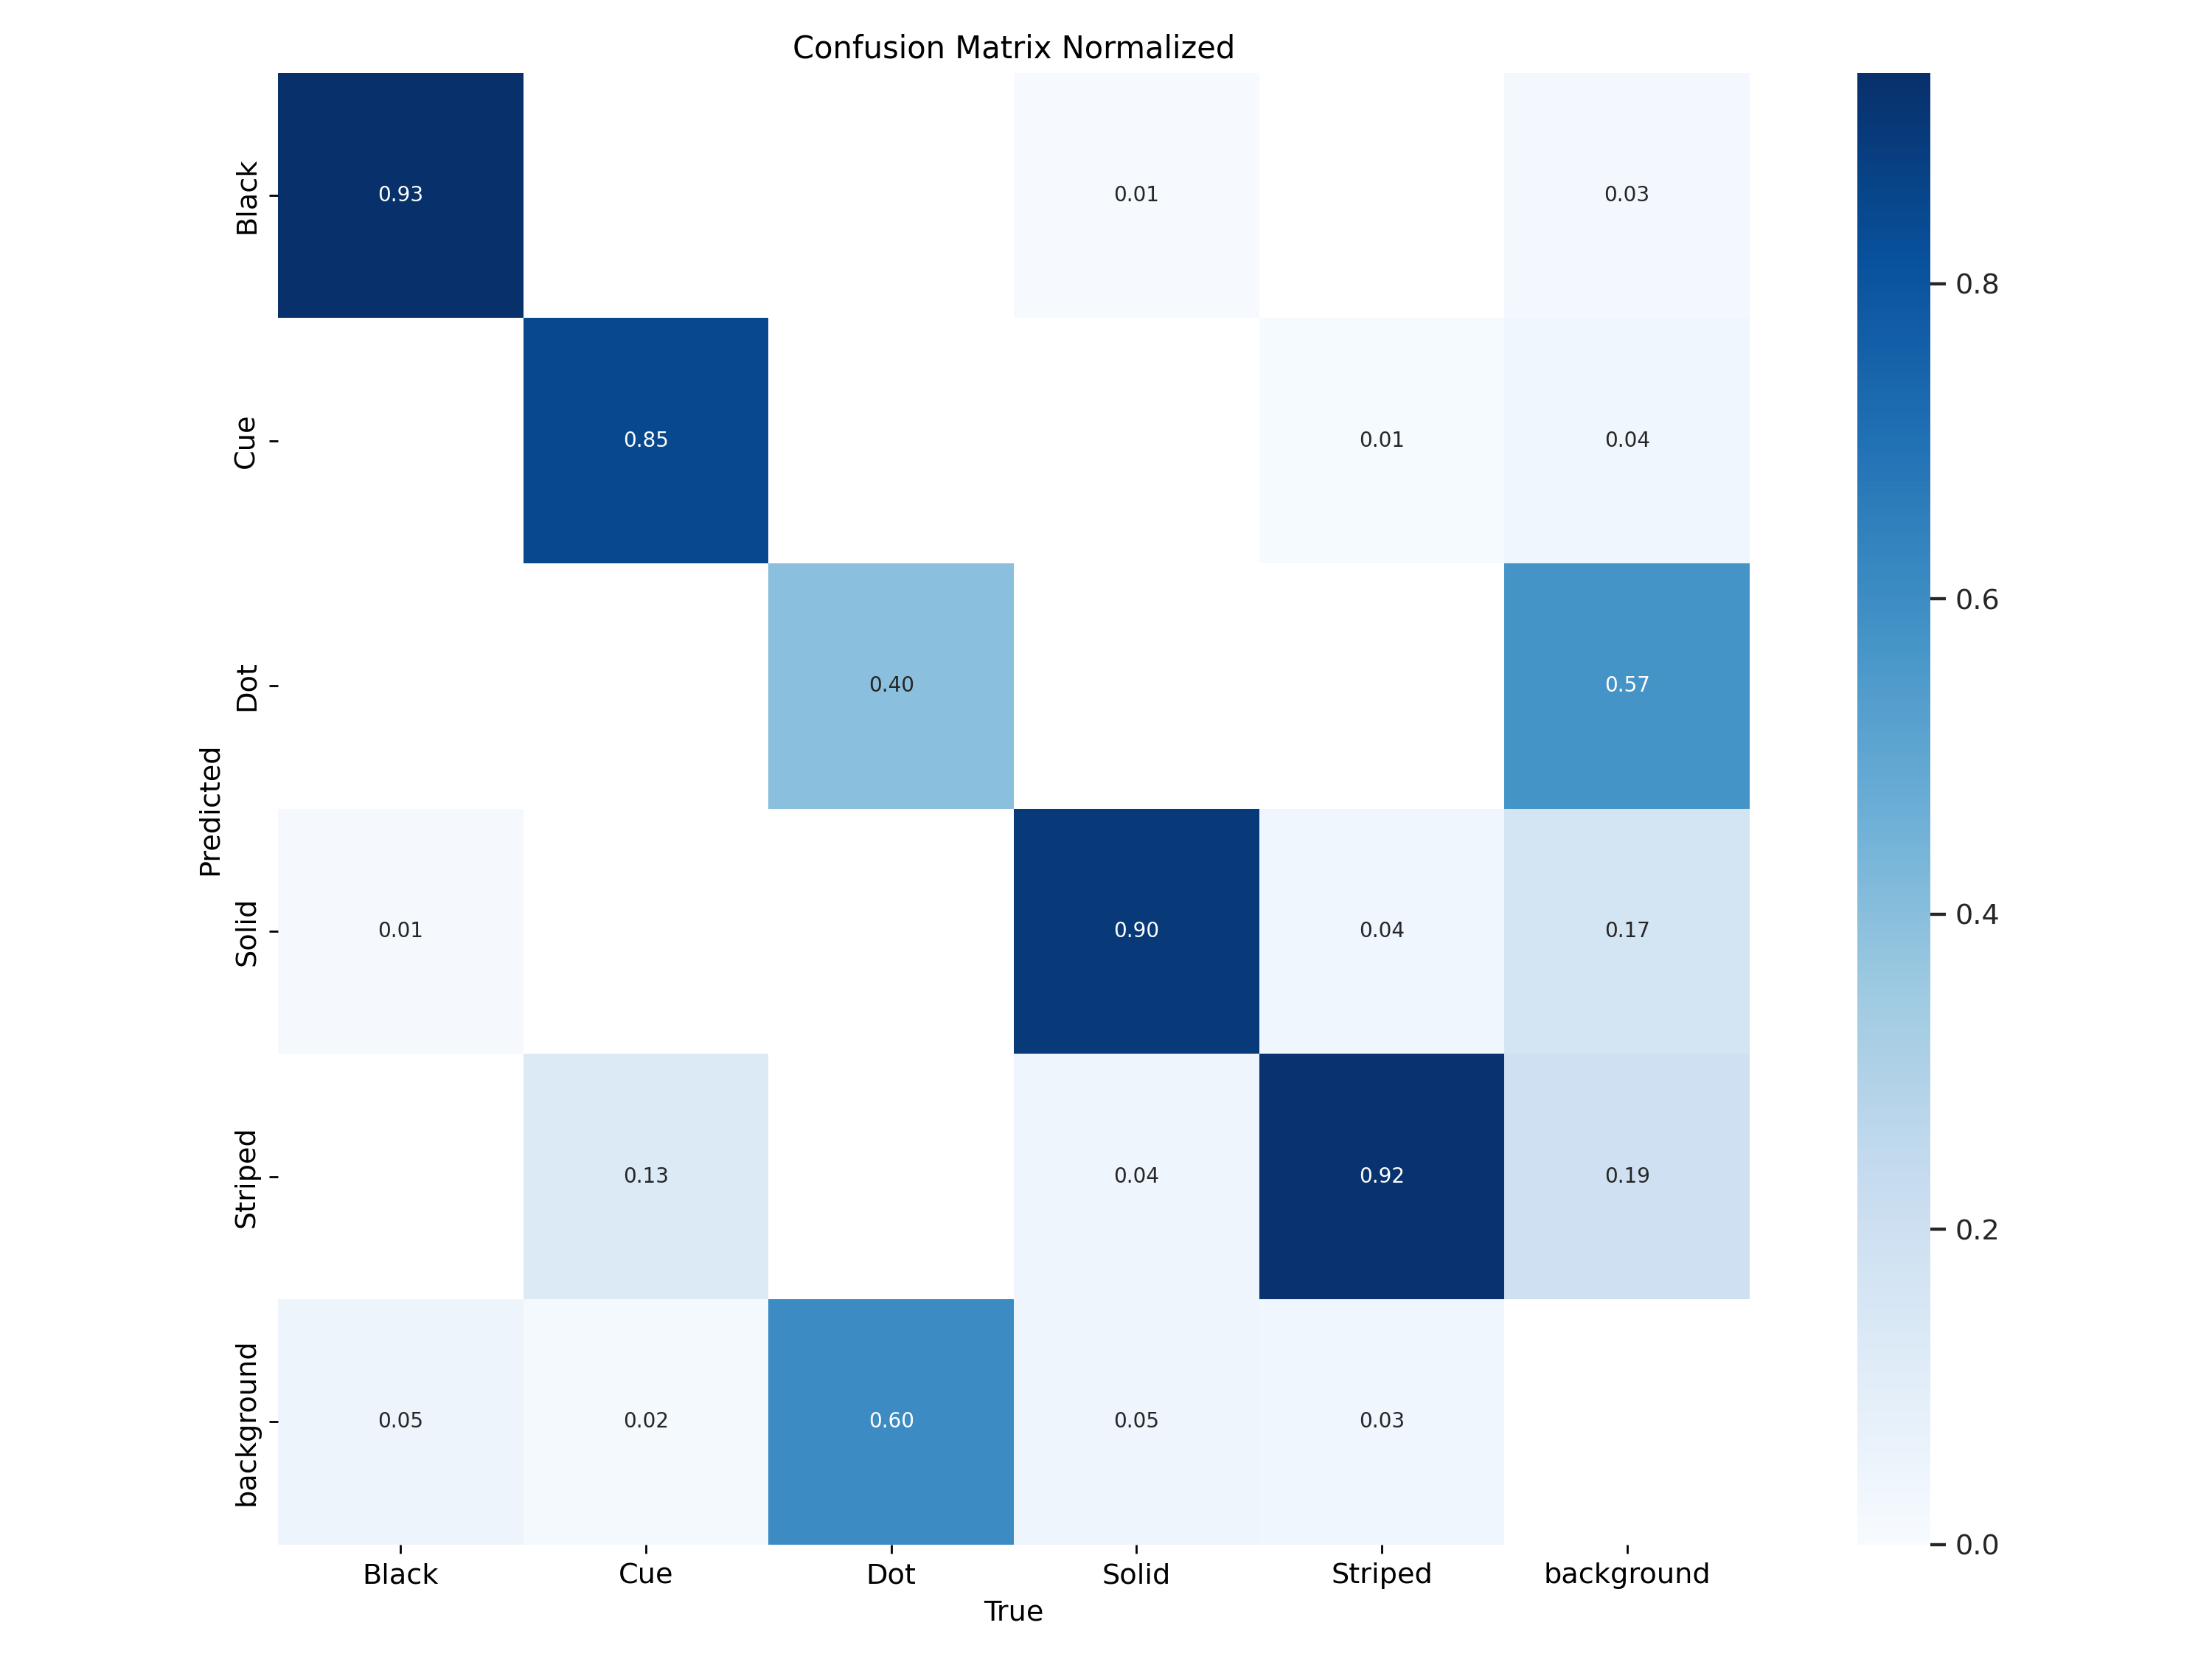 Confusion Matrix Normalized
Black
0.93
0.01
0.03
Cue
0.85
0.01
0.04
Dot
0.40
0.57
Solid
0.01
0.90
0.04
0.17
Striped
0.13
0.04
0.92
0.19
background
0.05
0.02
0.60
0.05
0.03
Predicted
Black
Cue
Dot
Solid
Striped
background
True
0.8
0.6
0.4
0.2
0.0